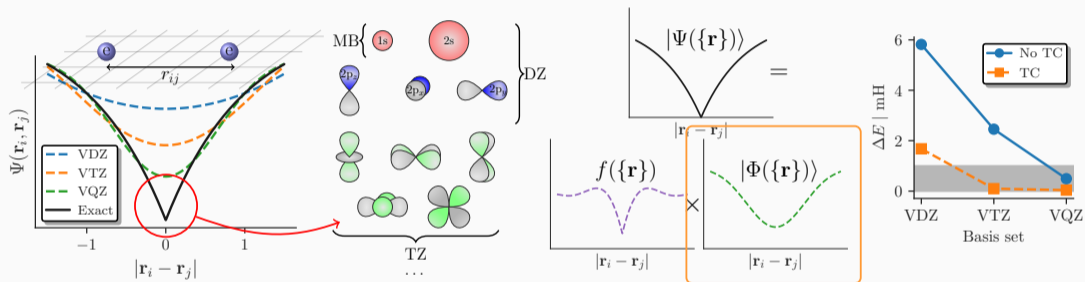 e e
r_{ij}
Ψ(r_i, r_j)
VDZ
VTZ
VQZ
Exact
−1 0 1
|r_i − r_j|
MB
1s 2s
2p_z 2p_x 2p_y
DZ
TZ
...
|Ψ({r})⟩
=
|r_i − r_j|
f({r})
|r_i − r_j|
×
|Φ({r})⟩
|r_i − r_j|
ΔE | mH
6
4
2
0
No TC
TC
VDZ VTZ VQZ
Basis set